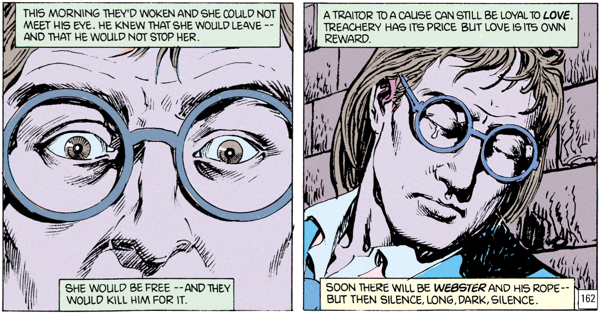 THIS MORNING THEY"D WOKEN AND SHE COULD NOT
MEET HIS EYE. HE KNEW THAT SHE WOULD LEAVE --
AND THAT HE WOULD NOT STOP HER.
SHE WOULD BE FREE -- AND THEY
WOULD KILL HIM FOR IT.
A TRAITOR TO A CAUSE CAN STILL BE LOYAL TO LOVE.
TREACHERY HAS ITS PRICE BUT LOVE IS ITS OWN
REWARD.
SOON THERE WILL BE WEBSTER AND HIS ROPE--
BUT THEN SILENCE, LONG, DARK, SILENCE.
162